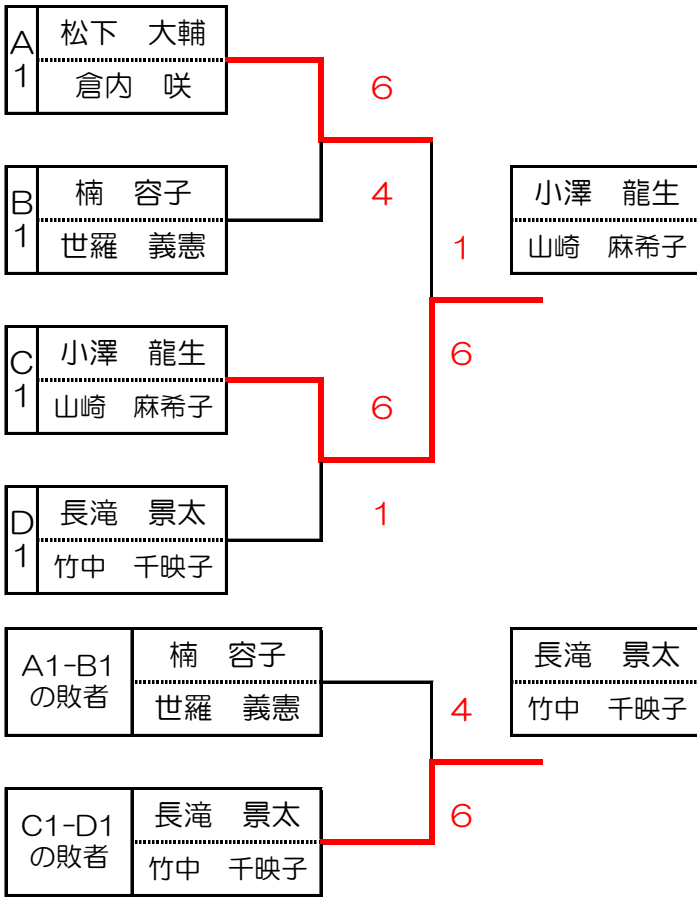 A1
松下 大輔
倉内 咲
6
B1
楠 容子
世羅 義憲
4
1
小澤 龍生
山崎 麻希子
C1
小澤 龍生
山崎 麻希子
6
6
D1
長滝 景太
竹中 千映子
1
A1-B1
の敗者
楠 容子
世羅 義憲
4
長滝 景太
竹中 千映子
C1-D1
の敗者
長滝 景太
竹中 千映子
6